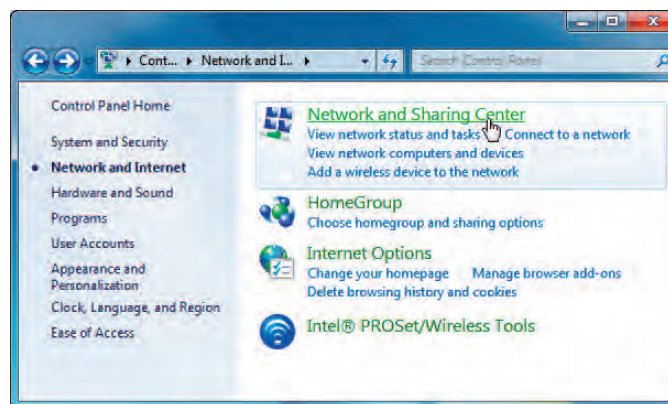 Cont... Network and I...
Search Control Panel
Control Panel Home
System and Security
Network and Internet
Hardware and Sound
Programs
User Accounts
Appearance and
Personalization
Clock, Language, and Region
Ease of Access
Network and Sharing Center
View network status and tasks Connect to a network
View network computers and devices
Add a wireless device to the network
HomeGroup
Choose homegroup and sharing options
Internet Options
Change your homepage Manage browser add-ons
Delete browsing history and cookies
Intel® PROSet/Wireless Tools